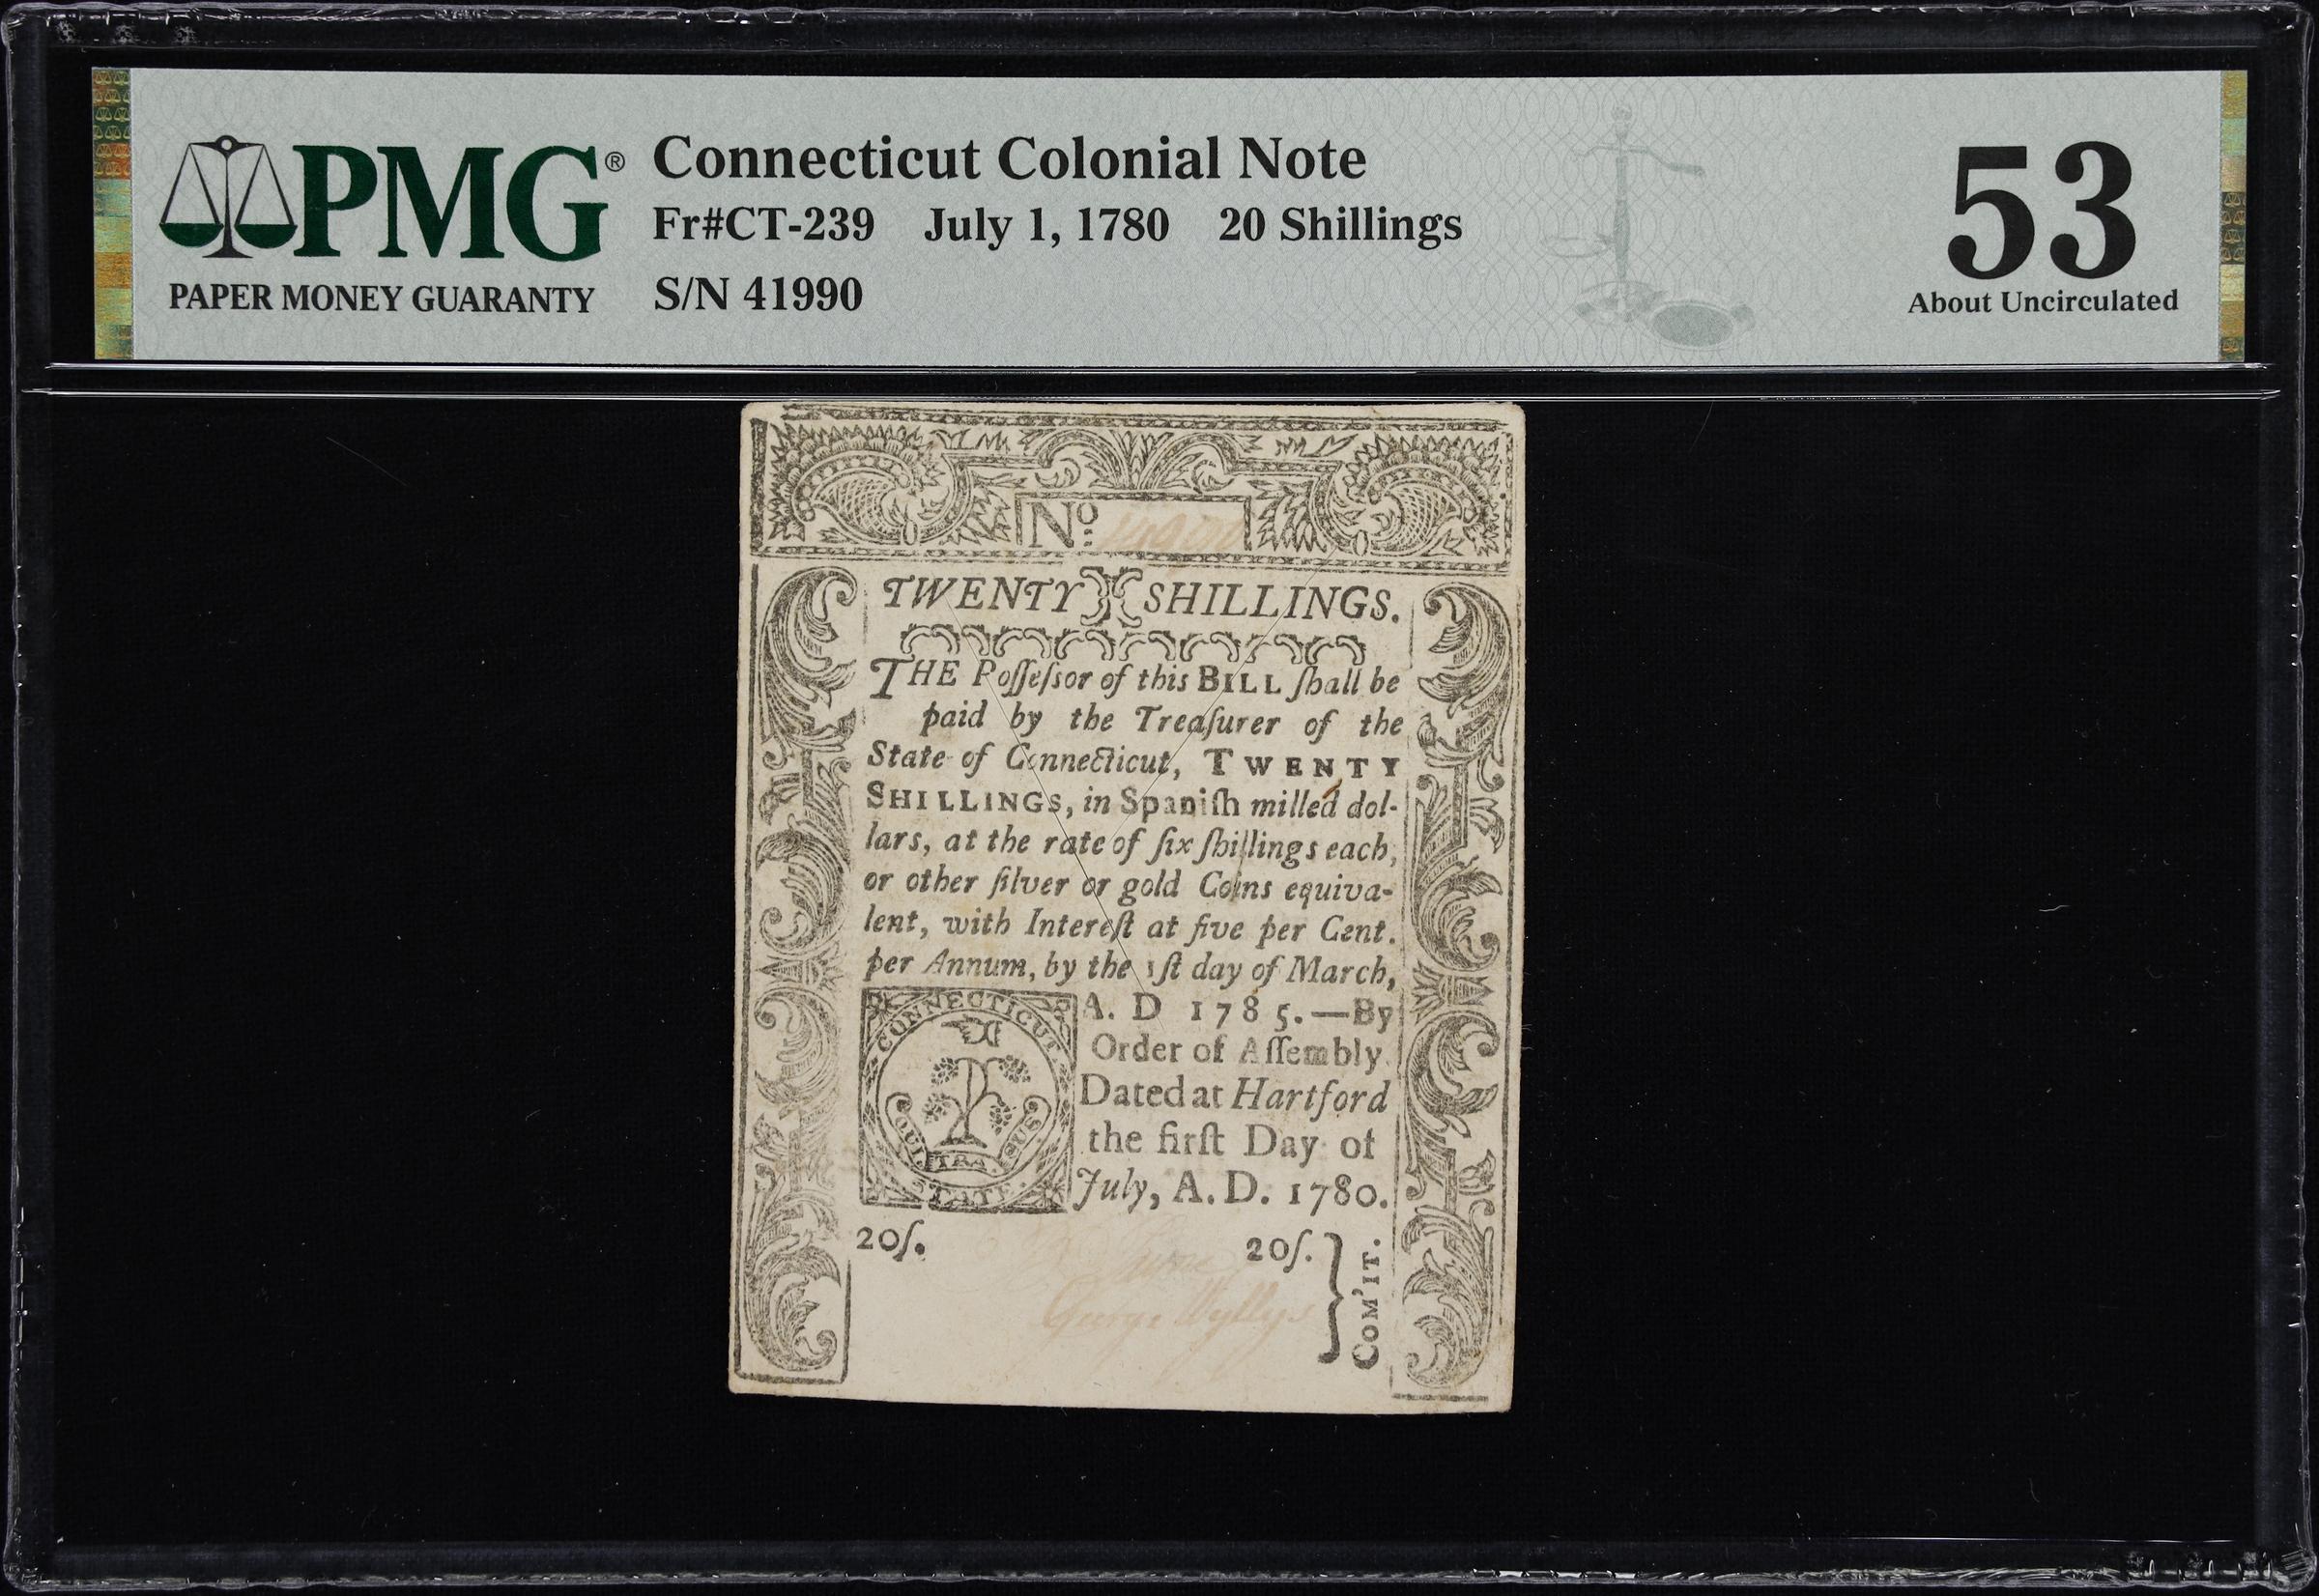 PMG®
PAPER MONEY GUARANTY
Connecticut Colonial Note
Fr#CT-239 July 1, 1780 20 Shillings
S/N 41990
53
About Uncirculated
No.
TWENTY SHILLINGS.
THE Poſſeſsor of this BILL ſhall be
paid by the Treaſurer of the
State of Connecticut, TWENTY
SHILLINGS, in Spaniſh milled dol-
lars, at the rate of ſix ſhillings each,
or other ſilver or gold Coins equiva-
lent, with Intereſt at five per Cent.
per Annum, by the 1ſt day of March,
A. D 1785.—By
Order of Aſſembly
Dated at Hartford
the firſt Day of
July, A. D. 1780.
CONNECTICUT
QUI TRA SUS
STATE
20ſ. 20ſ.
George Wyllys
COM'IT.